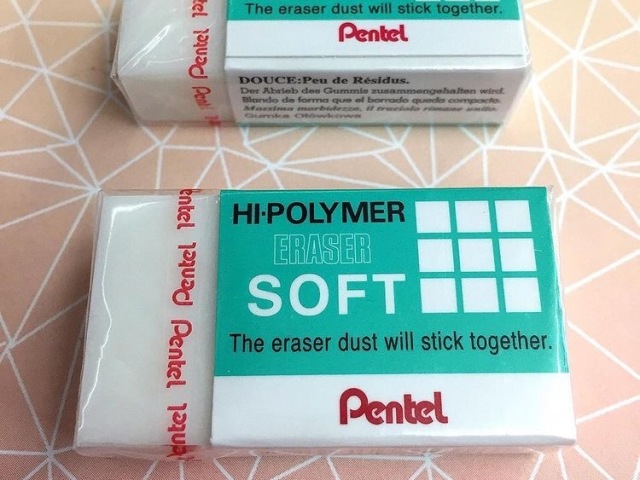 The eraser dust will stick together.
Pentel
Pentel
Pentel
DOUCE:Peu de Résidus.
Der Abrieb des Gummis zusammengehalten wird.
Blando de forma que el borrado quede compacto.
Massima morbidezza, il truciolo rimane unito.
Gumka Ołówkowa
HI-POLYMER
ERASER
SOFT
The eraser dust will stick together.
Pentel
Pentel
Pentel
Pentel
Pentel